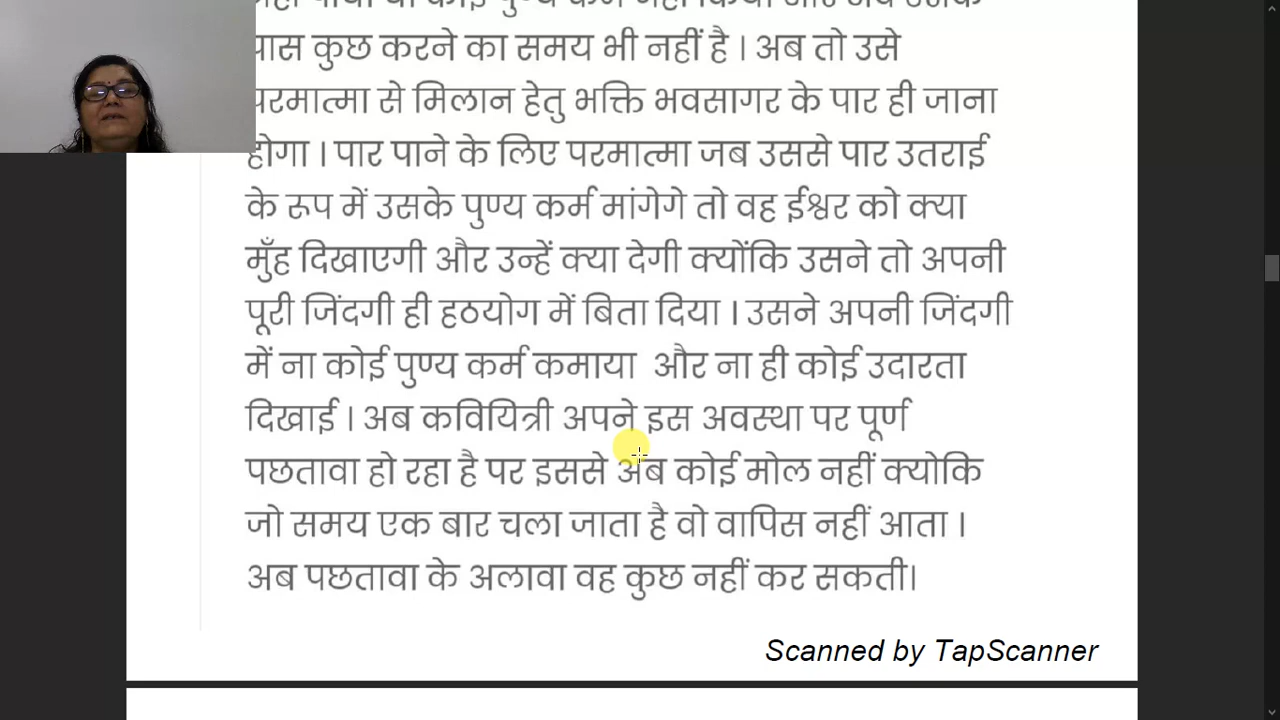 कुछ करने का समय भी नहीं है । अब तो उसे
परमात्मा से मिलान हेतु भक्ति भवसागर के पार ही जाना
होगा । पार पाने के लिए परमात्मा जब उससे पार उतराई
के रूप में उसके पुण्य कर्म मांगेगे तो वह ईश्वर को क्या
मुँह दिखाएगी और उन्हें क्या देगी क्योंकि उसने तो अपनी
पूरी जिंदगी ही हठयोग में बिता दिया । उसने अपनी जिंदगी
में ना कोई पुण्य कर्म कमाया और ना ही कोई उदारता
दिखाई । अब कवियित्री अपने इस अवस्था पर पूर्ण
पछतावा हो रहा है पर इससे अब कोई मोल नहीं क्योकि
जो समय एक बार चला जाता है वो वापिस नहीं आता ।
अब पछतावा के अलावा वह कुछ नहीं कर सकती।
Scanned by TapScanner